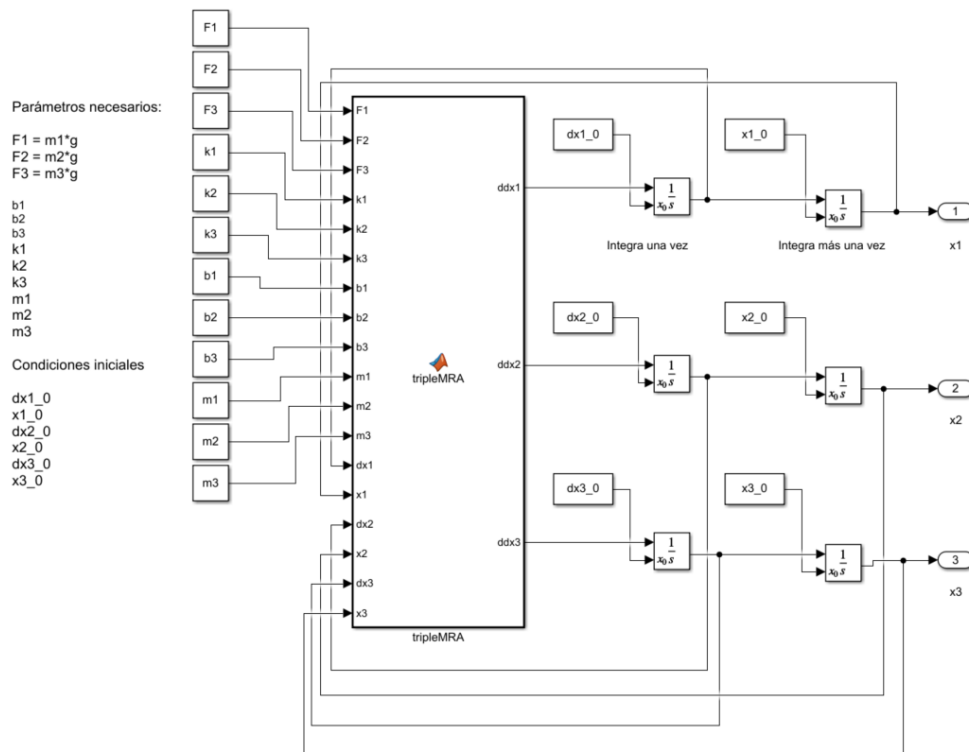 Parámetros necesarios:
F1 = m1*g
F2 = m2*g
F3 = m3*g
b1
b2
b3
k1
k2
k3
m1
m2
m3
Condiciones iniciales
dx1_0
x1_0
dx2_0
x2_0
dx3_0
x3_0
F1
F2
F3
k1
k2
k3
b1
b2
b3
m1
m2
m3
F1
F2
F3
k1
k2
k3
b1
b2
b3
m1
m2
m3
dx1
x1
dx2
x2
dx3
x3
tripleMRA
ddx1
ddx2
ddx3
tripleMRA
dx1_0
1
x0 s
Integra una vez
x1_0
1
x0 s
Integra más una vez
1
x1
dx2_0
1
x0 s
x2_0
1
x0 s
2
x2
dx3_0
1
x0 s
x3_0
1
x0 s
3
x3